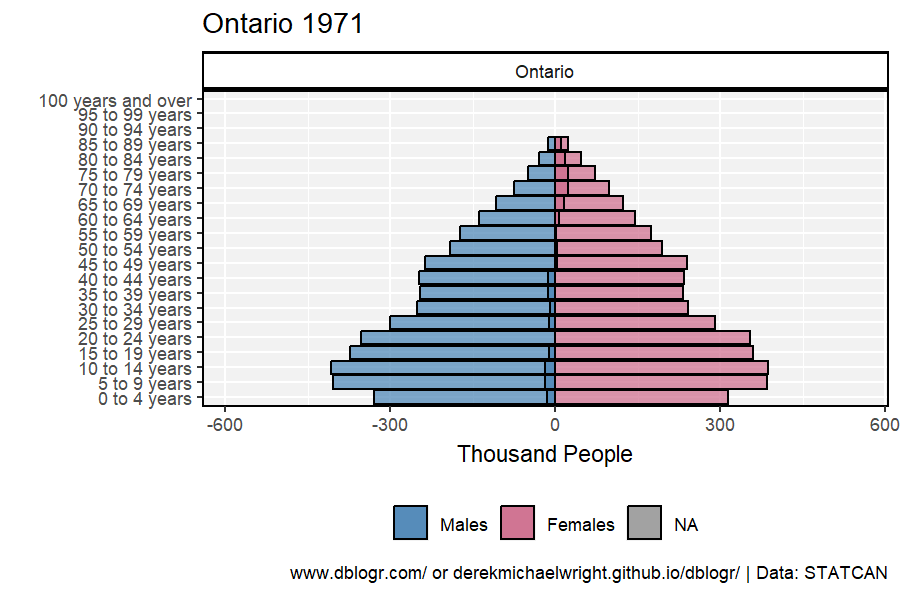 Ontario 1971
Ontario
100 years and over
95 to 99 years
90 to 94 years
85 to 89 years
80 to 84 years
75 to 79 years
70 to 74 years
65 to 69 years
60 to 64 years
55 to 59 years
50 to 54 years
45 to 49 years
40 to 44 years
35 to 39 years
30 to 34 years
25 to 29 years
20 to 24 years
15 to 19 years
10 to 14 years
5 to 9 years
0 to 4 years
-600 -300 0 300 600
Thousand People
Males Females NA
www.dblogr.com/ or derekmichaelwright.github.io/dblogr/ | Data: STATCAN